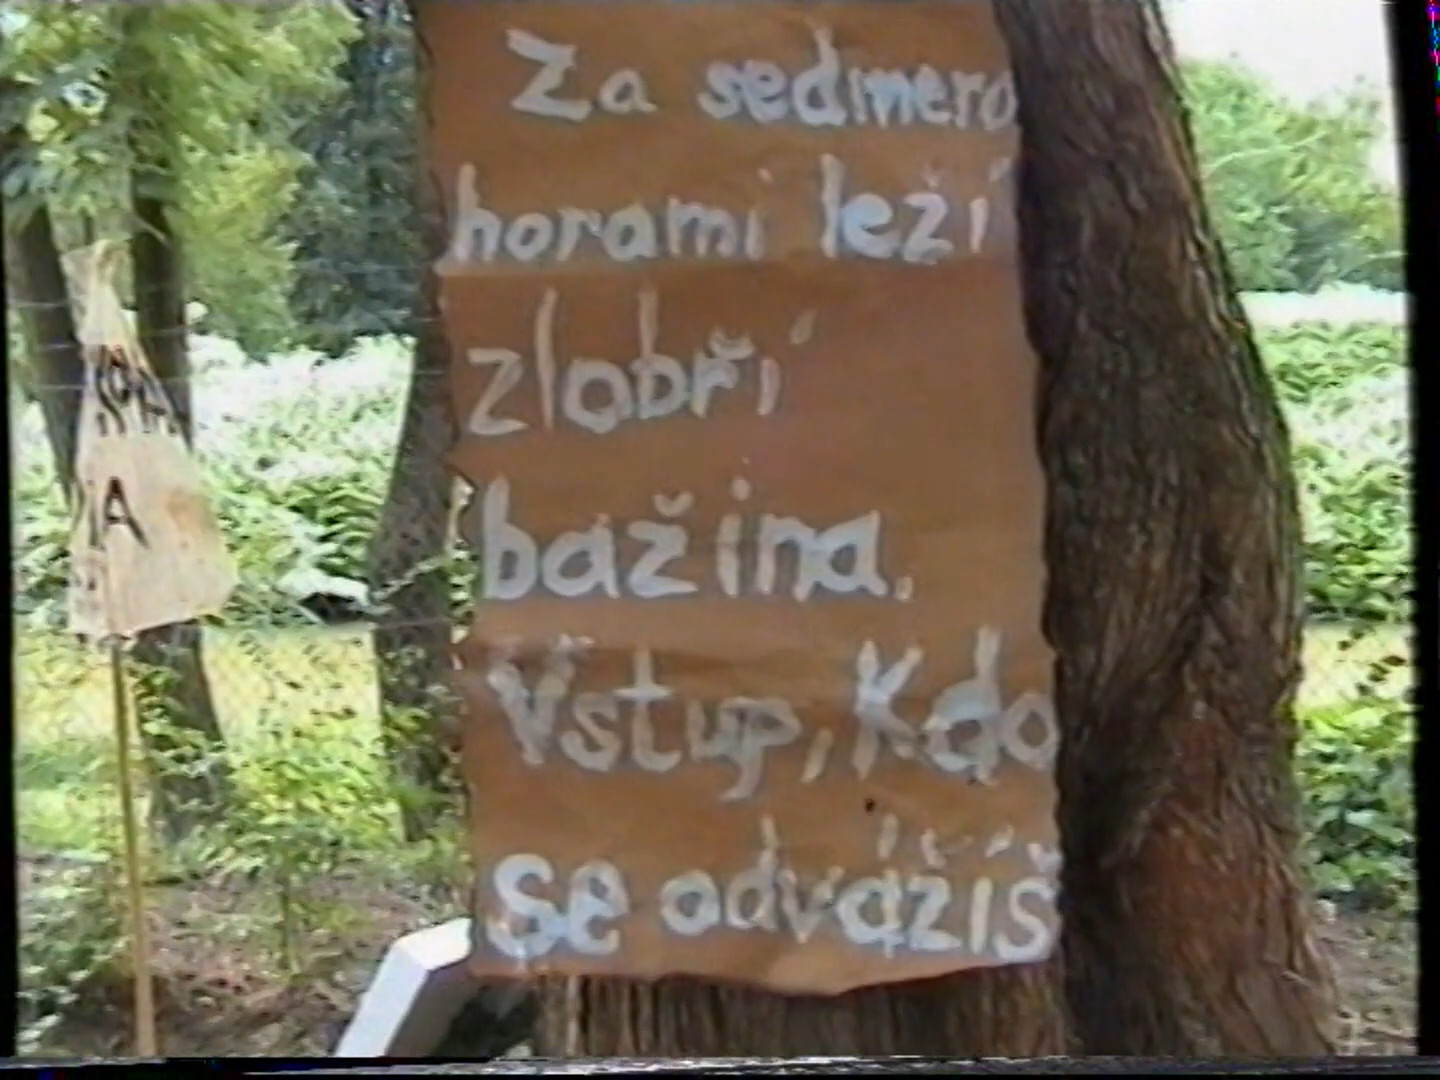 Za sedmero
horami leží
zlobří
bažina.
Vstup, Kdo
se odvážíš